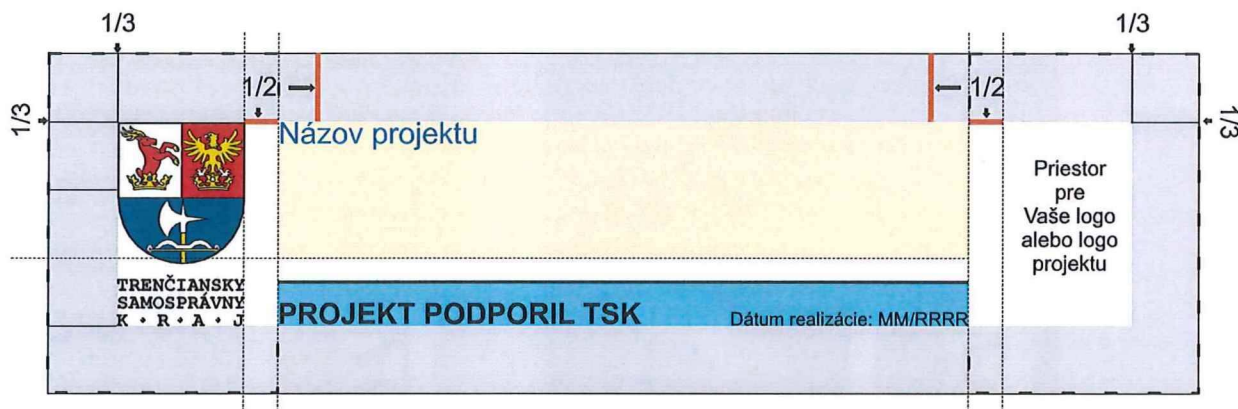 1/3
1/3
1/2
1/2
1/3
1/3
Názov projektu
Priestor
pre
Vaše logo
alebo logo
projektu
TRENČIANSKY
SAMOSPRÁVNY
K · R · A · J
PROJEKT PODPORIL TSK
Dátum realizácie: MM/RRRR